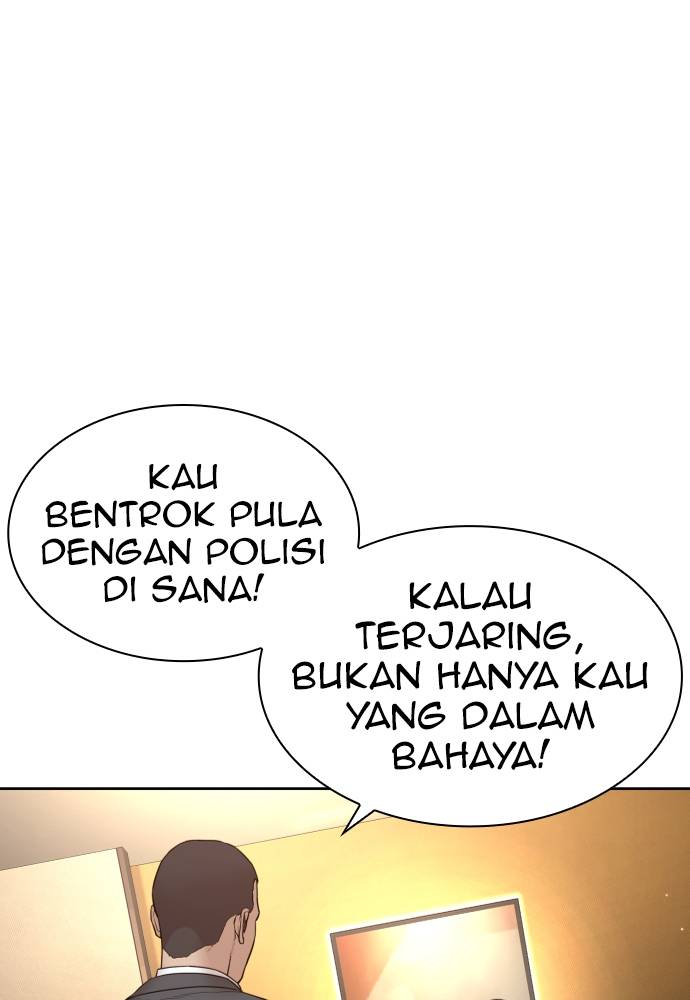 KAU
BENTROK PULA
DENGAN POLISI
DI SANA!
KALAU
TERJARING,
BUKAN HANYA KAU
YANG DALAM
BAHAYA!